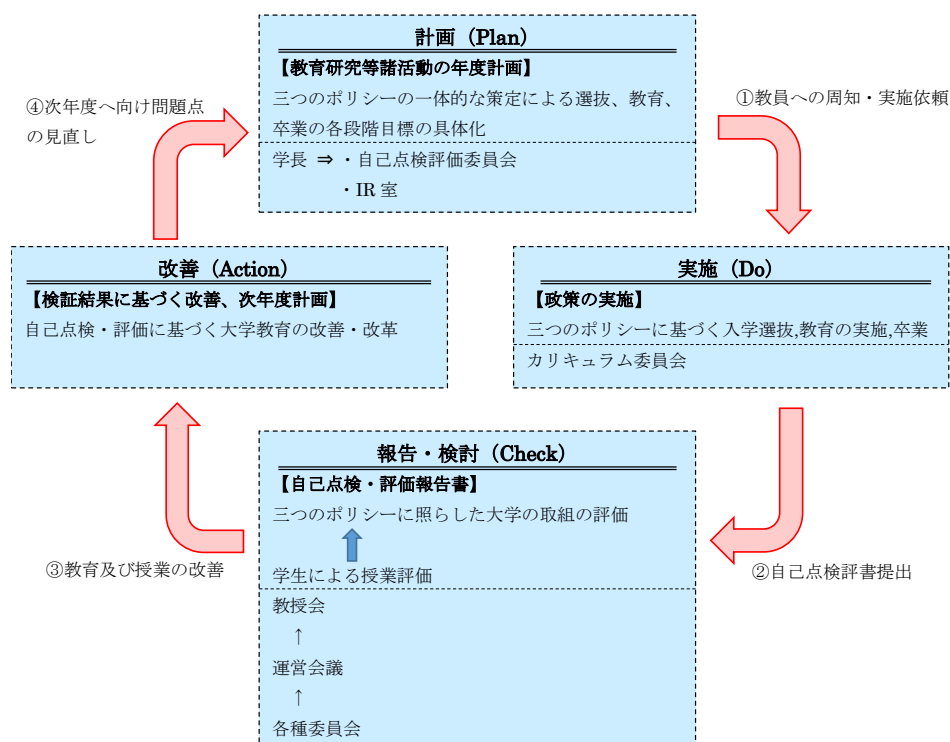 計画（Plan）
【教育研究等諸活動の年度計画】
三つのポリシーの一体的な策定による選抜、教育、
卒業の各段階目標の具体化
学長 ⇒ ・自己点検評価委員会
・IR 室
④次年度へ向け問題点
の見直し
①教員への周知・実施依頼
改善（Action）
【検証結果に基づく改善、次年度計画】
自己点検・評価に基づく大学教育の改善・改革
実施（Do）
【政策の実施】
三つのポリシーに基づく入学選抜,教育の実施,卒業
カリキュラム委員会
報告・検討（Check）
【自己点検・評価報告書】
三つのポリシーに照らした大学の取組の評価
学生による授業評価
教授会
↑
運営会議
↑
各種委員会
③教育及び授業の改善
②自己点検評書提出